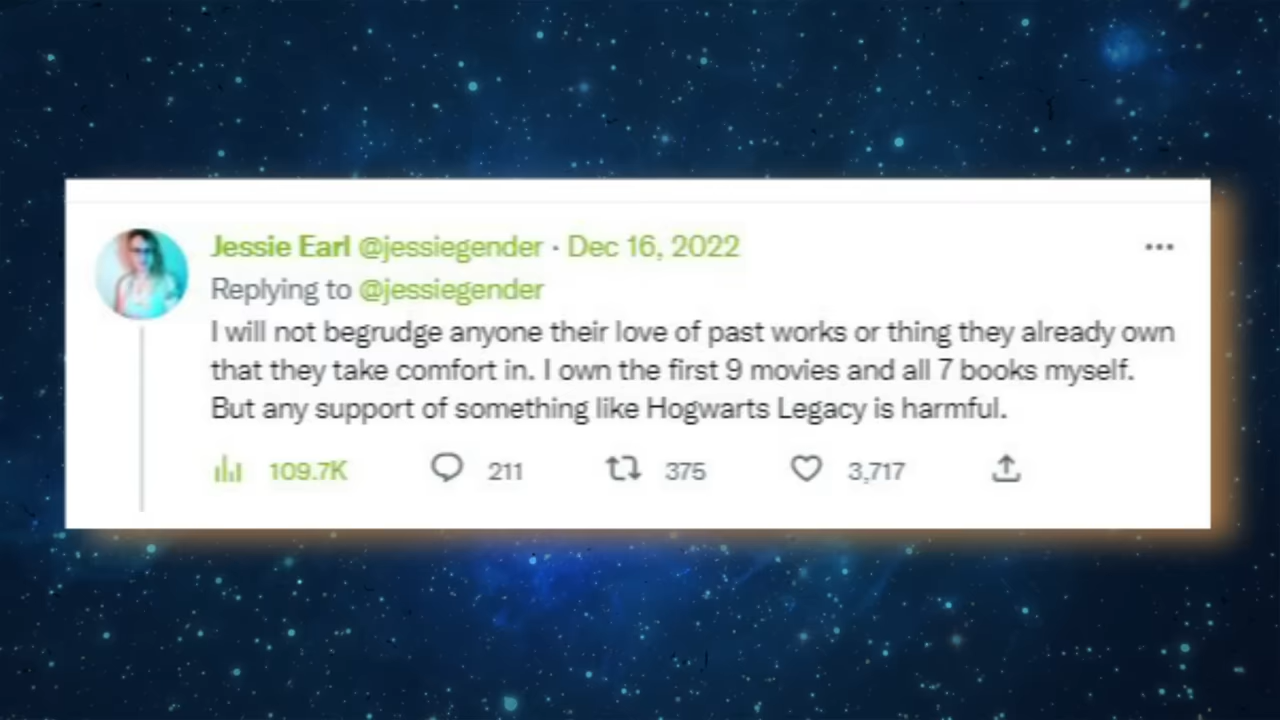 Jessie Earl @jessiegender · Dec 16, 2022
Replying to @jessiegender
I will not begrudge anyone their love of past works or thing they already own
that they take comfort in. I own the first 9 movies and all 7 books myself.
But any support of something like Hogwarts Legacy is harmful.
109.7K 211 375 3,717